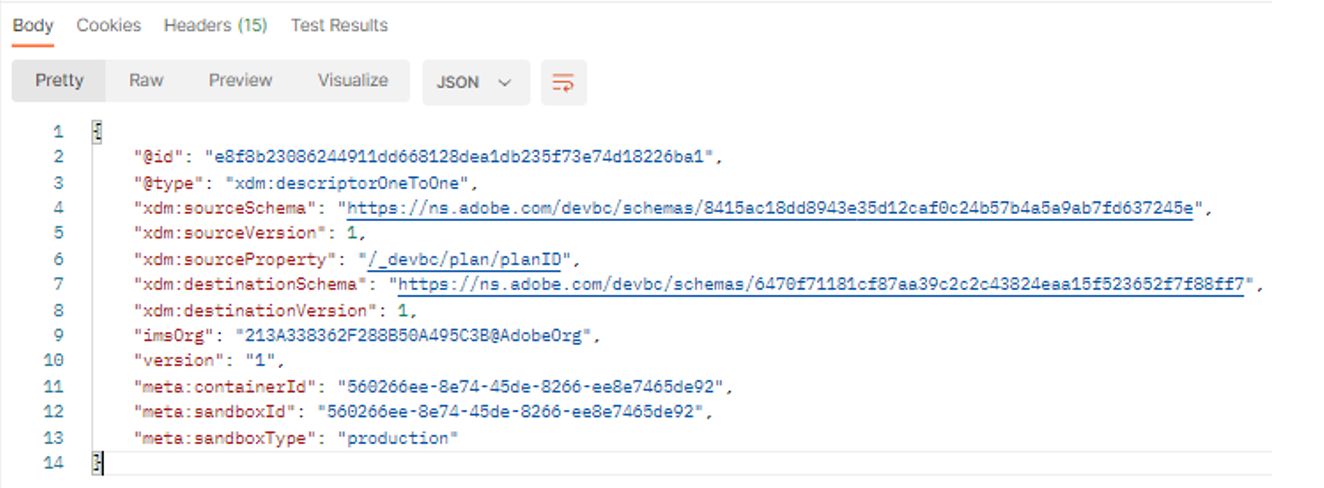 Body Cookies Headers (15) Test Results
Pretty Raw Preview Visualize JSON
1 {
2 "@id": "e8f8b23086244911dd668128dea1db235f73e74d18226ba1",
3 "@type": "xdm:descriptorOneToOne",
4 "xdm:sourceSchema": "https://ns.adobe.com/devbc/schemas/8415ac18dd8943e35d12caf0c24b57b4a5a9ab7fd637245e",
5 "xdm:sourceVersion": 1,
6 "xdm:sourceProperty": "/_devbc/plan/planID",
7 "xdm:destinationSchema": "https://ns.adobe.com/devbc/schemas/6470f71181cf87aa39c2c2c43824eaa15f523652f7f88ff7",
8 "xdm:destinationVersion": 1,
9 "imsOrg": "213A338362F288B50A495C3B@AdobeOrg",
10 "version": "1",
11 "meta:containerId": "560266ee-8e74-45de-8266-ee8e7465de92",
12 "meta:sandboxId": "560266ee-8e74-45de-8266-ee8e7465de92",
13 "meta:sandboxType": "production"
14 }